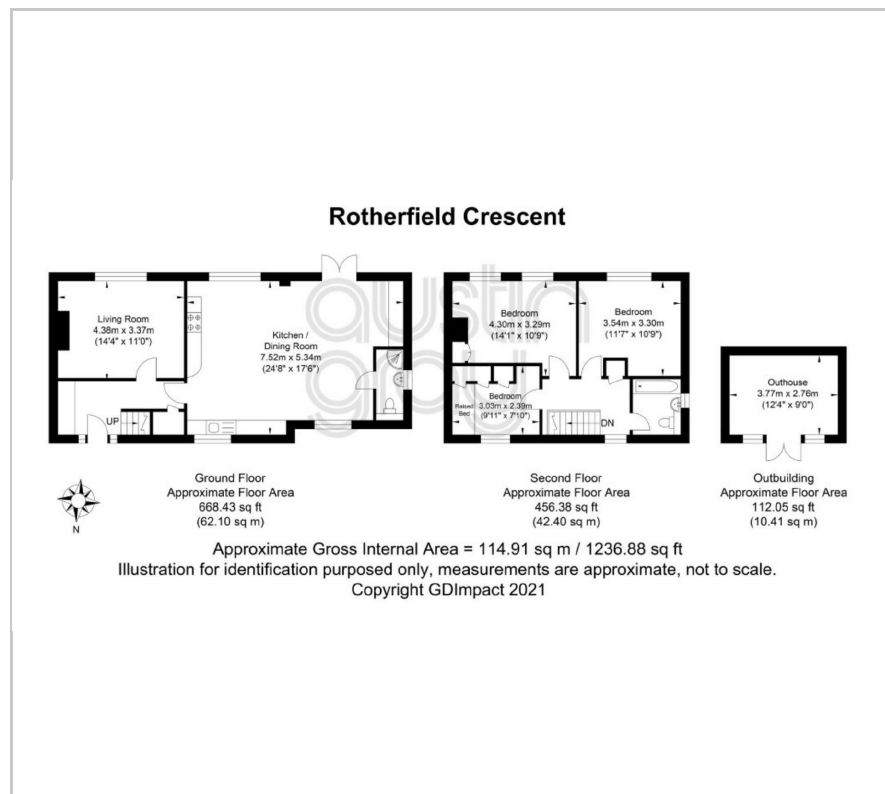 Rotherfield Crescent
austin
gray
Living Room
4.38m x 3.37m
(14'4" x 11'0")
Kitchen /
Dining Room
7.52m x 5.34m
(24'8" x 17'6")
UP
Bedroom
4.30m x 3.29m
(14'1" x 10'9")
Bedroom
3.54m x 3.30m
(11'7" x 10'9")
Raised
Bed
Bedroom
3.03m x 2.39m
(9'11" x 7'10")
DN
Outhouse
3.77m x 2.76m
(12'4" x 9'0")
N
Ground Floor
Approximate Floor Area
668.43 sq ft
(62.10 sq m)
Second Floor
Approximate Floor Area
456.38 sq ft
(42.40 sq m)
Outbuilding
Approximate Floor Area
112.05 sq ft
(10.41 sq m)
Approximate Gross Internal Area = 114.91 sq m / 1236.88 sq ft
Illustration for identification purposed only, measurements are approximate, not to scale.
Copyright GDImpact 2021